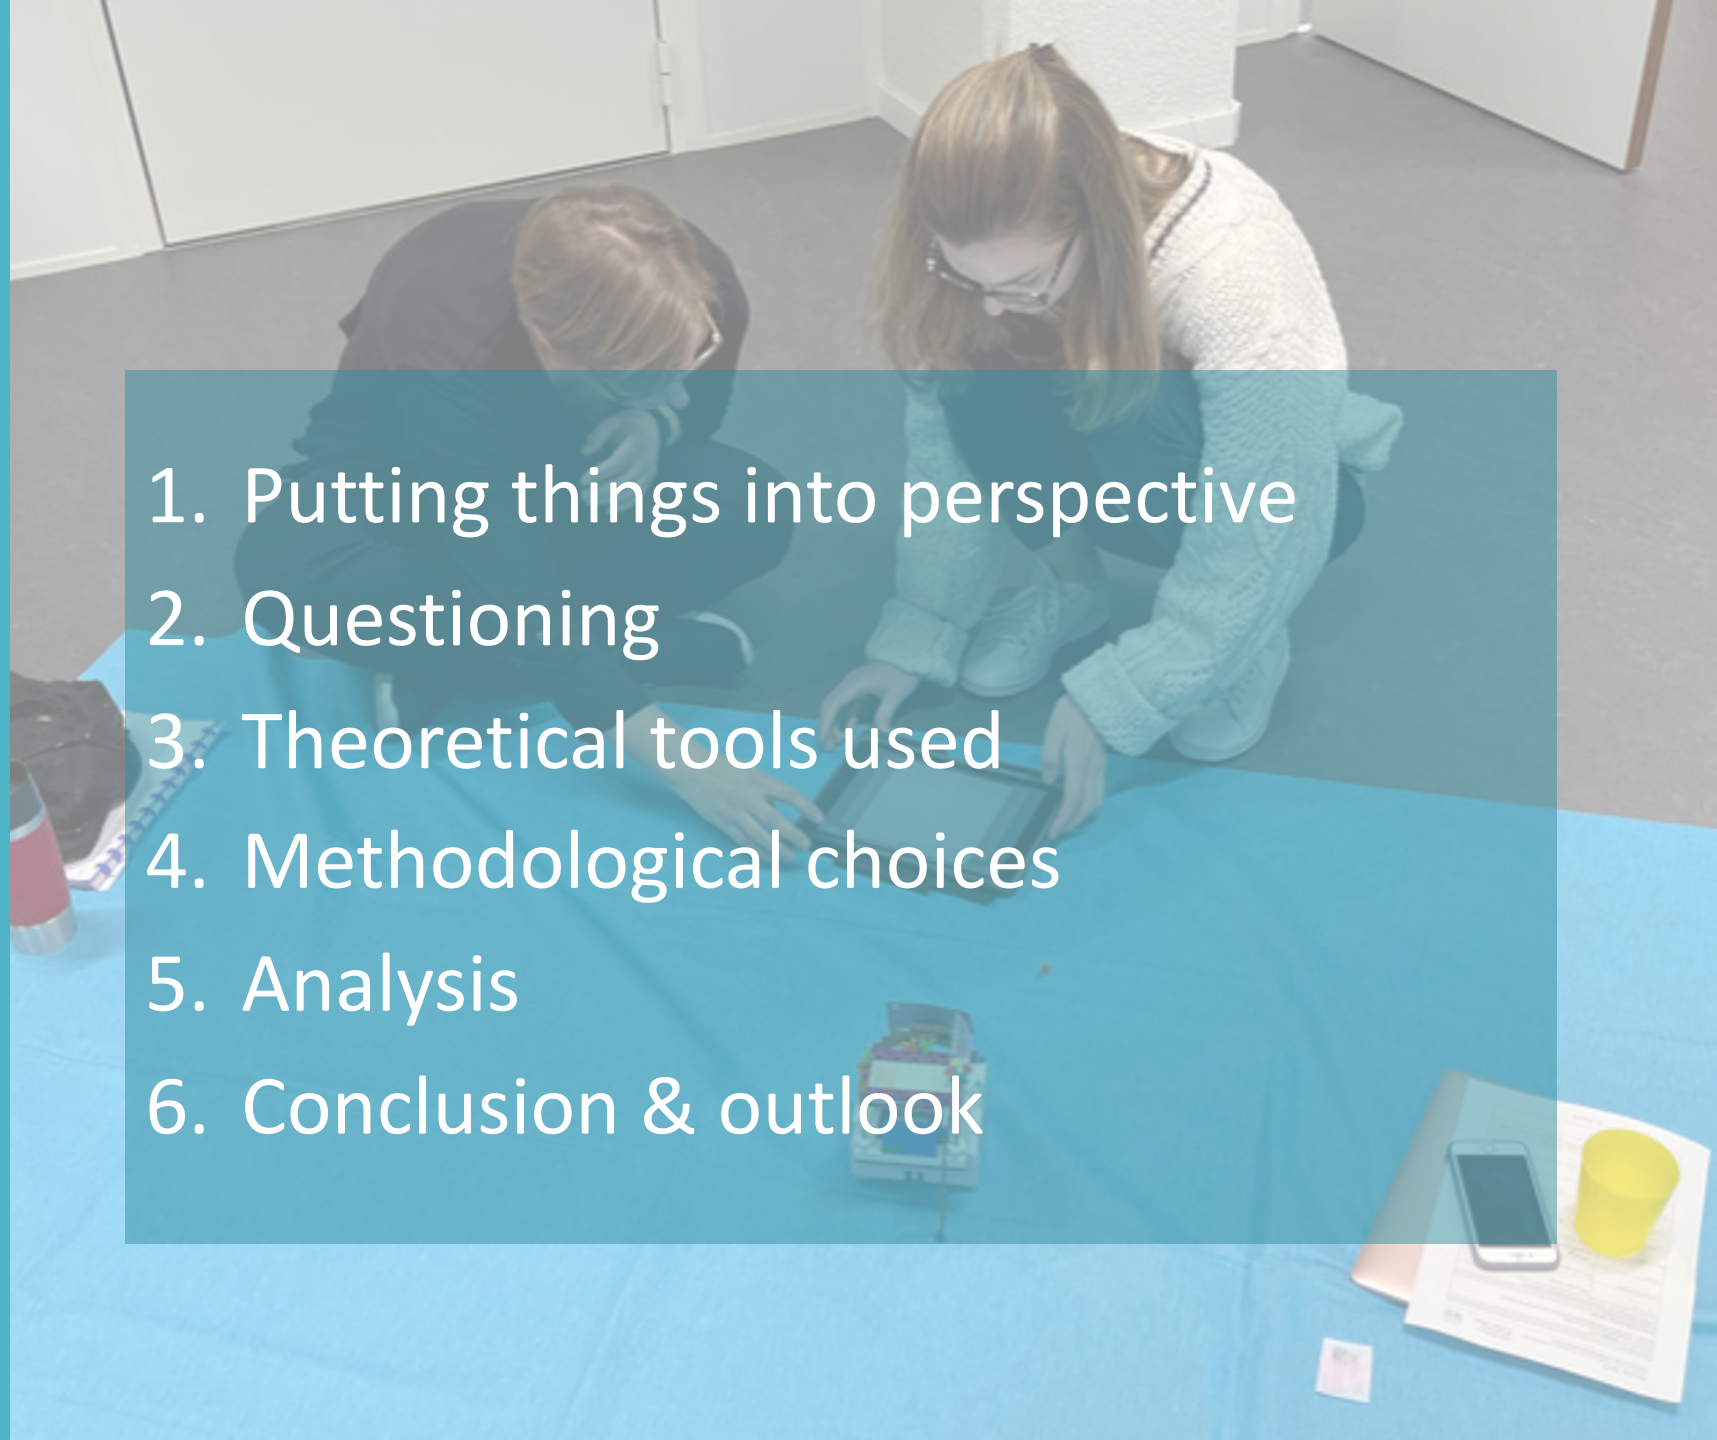 1. Putting things into perspective
2. Questioning
3. Theoretical tools used
4. Methodological choices
5. Analysis
6. Conclusion & outlook